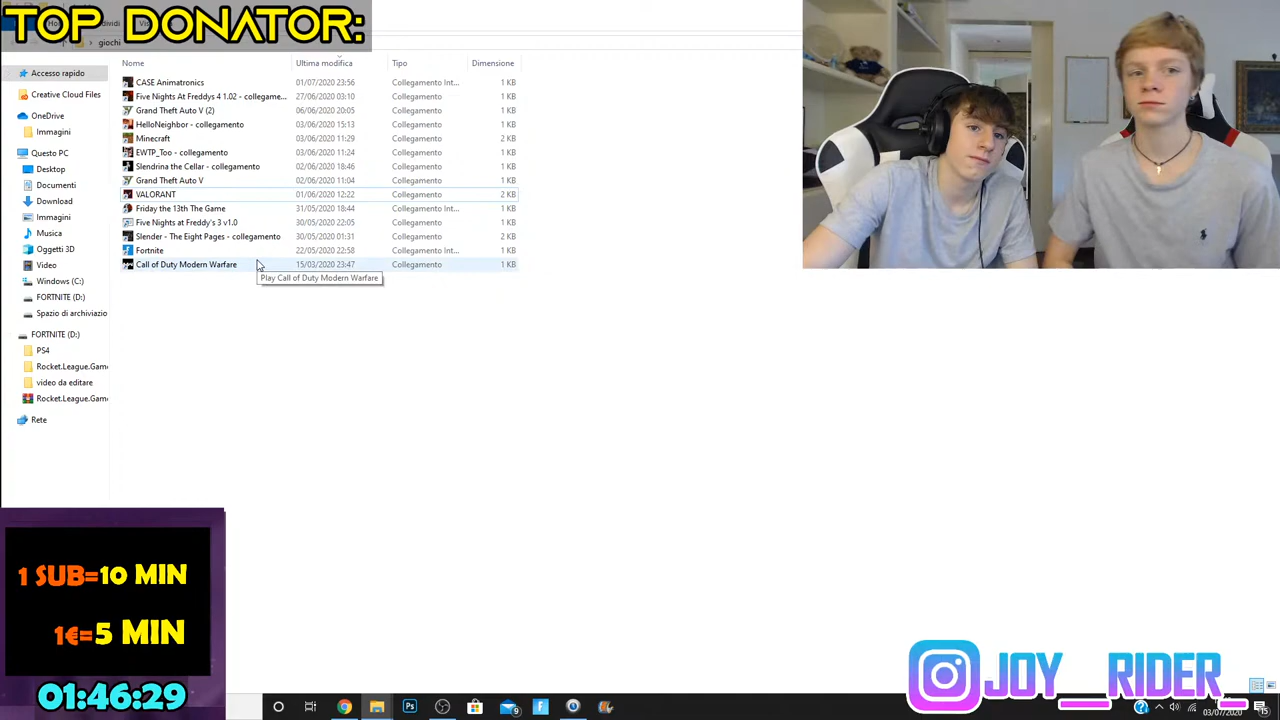 TOP DONATOR:
giochi
Nome Ultima modifica Tipo Dimensione
Accesso rapido
Creative Cloud Files
OneDrive
Immagini
Questo PC
Desktop
Documenti
Download
Immagini
Musica
Oggetti 3D
Video
Windows (C:)
FORTNITE (D:)
Spazio di archiviazio
FORTNITE (D:)
PS4
Rocket.League.Gam
video da editare
Rocket.League.Gam
Rete
CASE Animatronics 01/07/2020 23:56 Collegamento Int... 1 KB
Five Nights At Freddys 4 1.02 - collegame... 27/06/2020 03:10 Collegamento 1 KB
Grand Theft Auto V (2) 06/06/2020 20:05 Collegamento 1 KB
HelloNeighbor - collegamento 03/06/2020 15:13 Collegamento 1 KB
Minecraft 03/06/2020 11:29 Collegamento 2 KB
EWTP_Too - collegamento 03/06/2020 11:24 Collegamento 1 KB
Slendrina the Cellar - collegamento 02/06/2020 18:46 Collegamento 1 KB
Grand Theft Auto V 02/06/2020 11:04 Collegamento 1 KB
VALORANT 01/06/2020 12:22 Collegamento 2 KB
Friday the 13th The Game 31/05/2020 18:44 Collegamento Int... 1 KB
Five Nights at Freddy's 3 v1.0 30/05/2020 22:05 Collegamento 1 KB
Slender - The Eight Pages - collegamento 30/05/2020 01:31 Collegamento 2 KB
Fortnite 22/05/2020 22:58 Collegamento Int... 1 KB
Call of Duty Modern Warfare 15/03/2020 23:47 Collegamento 1 KB
Play Call of Duty Modern Warfare
1 SUB=10 MIN
1€=5 MIN
01:46:29
JOY__RIDER_
03/07/2020